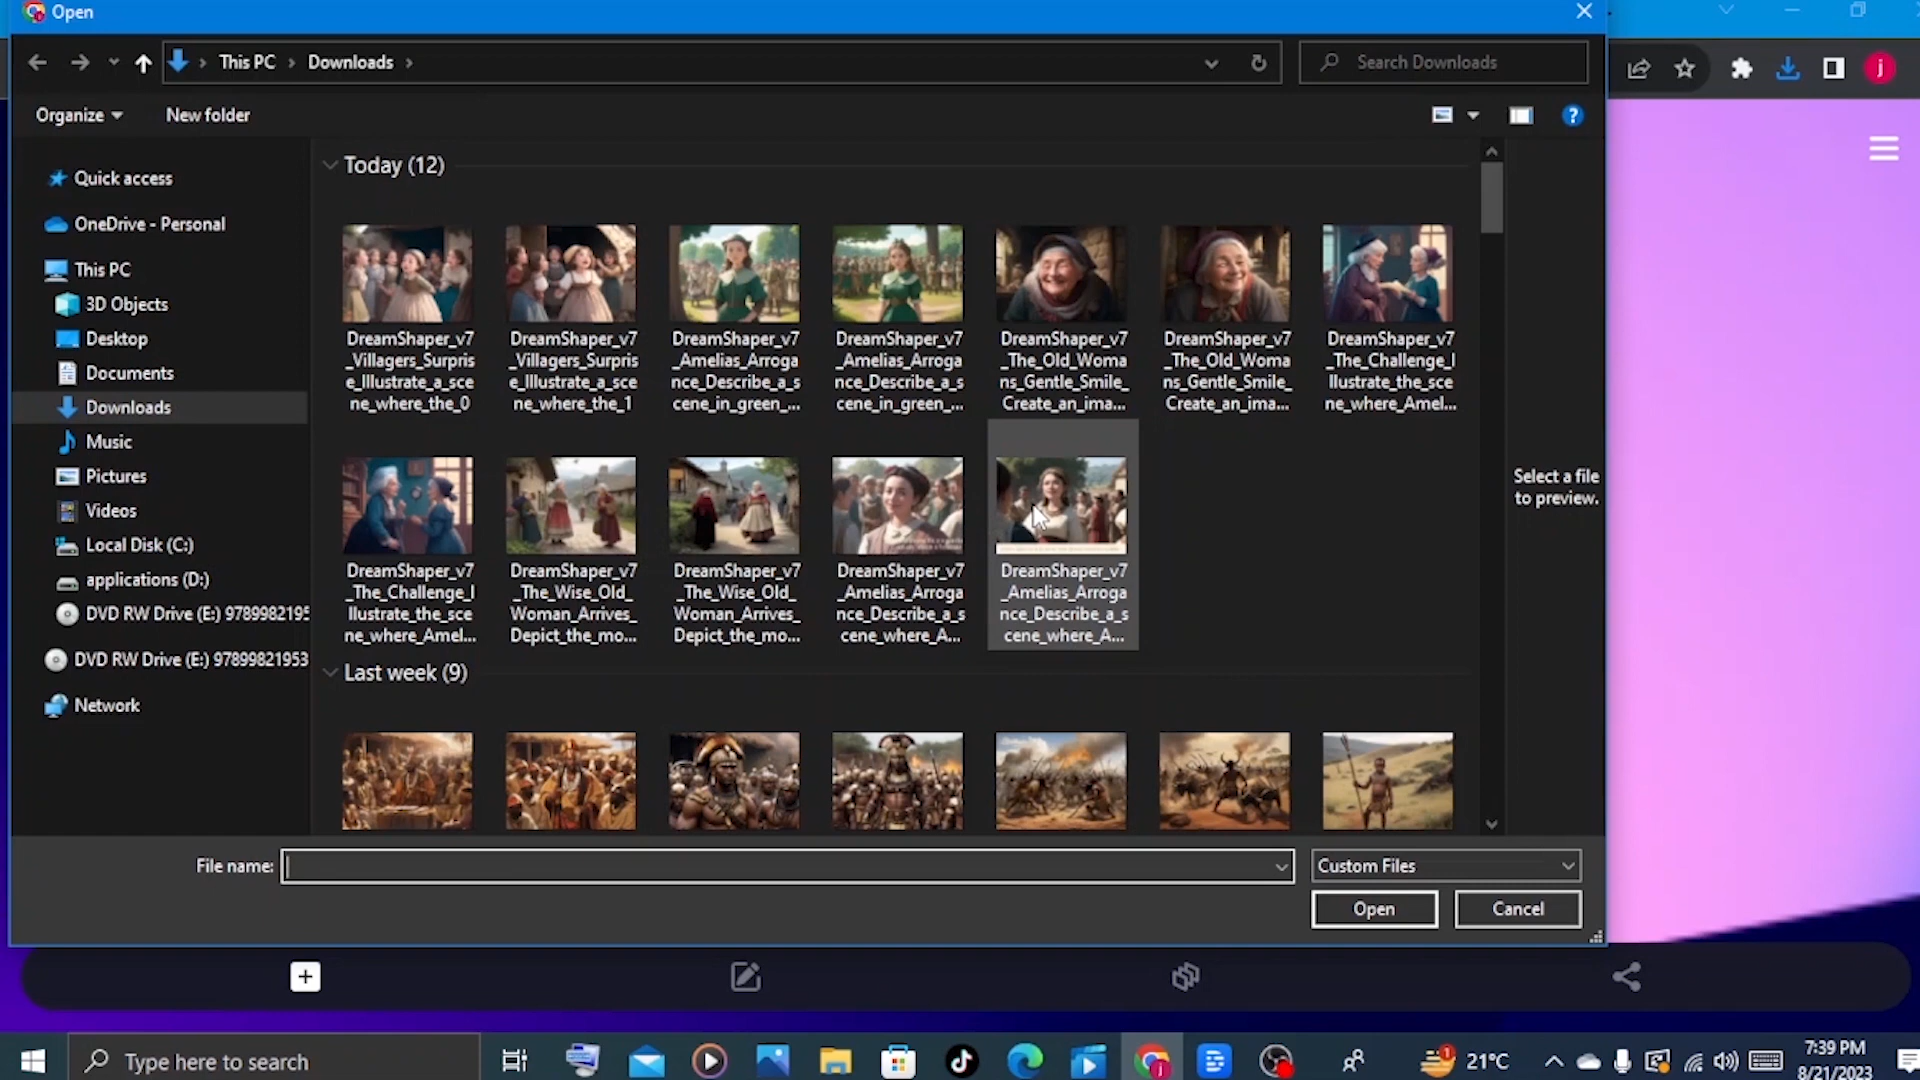 Open
This PC
Downloads
Search Downloads
j
Organize
New folder
?
Quick access
OneDrive - Personal
This PC
3D Objects
Desktop
Documents
Downloads
Music
Pictures
Videos
Local Disk (C:)
applications (D:)
DVD RW Drive (E:) 97899821953
DVD RW Drive (E:) 97899821953
Network
Today (12)
DreamShaper_v7
_Villagers_Surpris
e_Illustrate_a_sce
ne_where_the_0
DreamShaper_v7
_Villagers_Surpris
e_Illustrate_a_sce
ne_where_the_1
DreamShaper_v7
_Amelias_Arroga
nce_Describe_a_s
cene_in_green_...
DreamShaper_v7
_Amelias_Arroga
nce_Describe_a_s
cene_in_green_...
DreamShaper_v7
_The_Old_Woma
ns_Gentle_Smile_
Create_an_ima...
DreamShaper_v7
_The_Old_Woma
ns_Gentle_Smile_
Create_an_ima...
DreamShaper_v7
_The_Challenge_I
llustrate_the_sce
ne_where_Amel...
DreamShaper_v7
_The_Challenge_I
llustrate_the_sce
ne_where_Amel...
DreamShaper_v7
_The_Wise_Old_
Woman_Arrives_
Depict_the_mo...
DreamShaper_v7
_The_Wise_Old_
Woman_Arrives_
Depict_the_mo...
DreamShaper_v7
_Amelias_Arroga
nce_Describe_a_s
cene_where_A...
DreamShaper_v7
_Amelias_Arroga
nce_Describe_a_s
cene_where_A...
Last week (9)
Select a file
to preview.
File name:
Custom Files
Open
Cancel
Type here to search
j
1
21°C
7:39 PM
8/21/2023